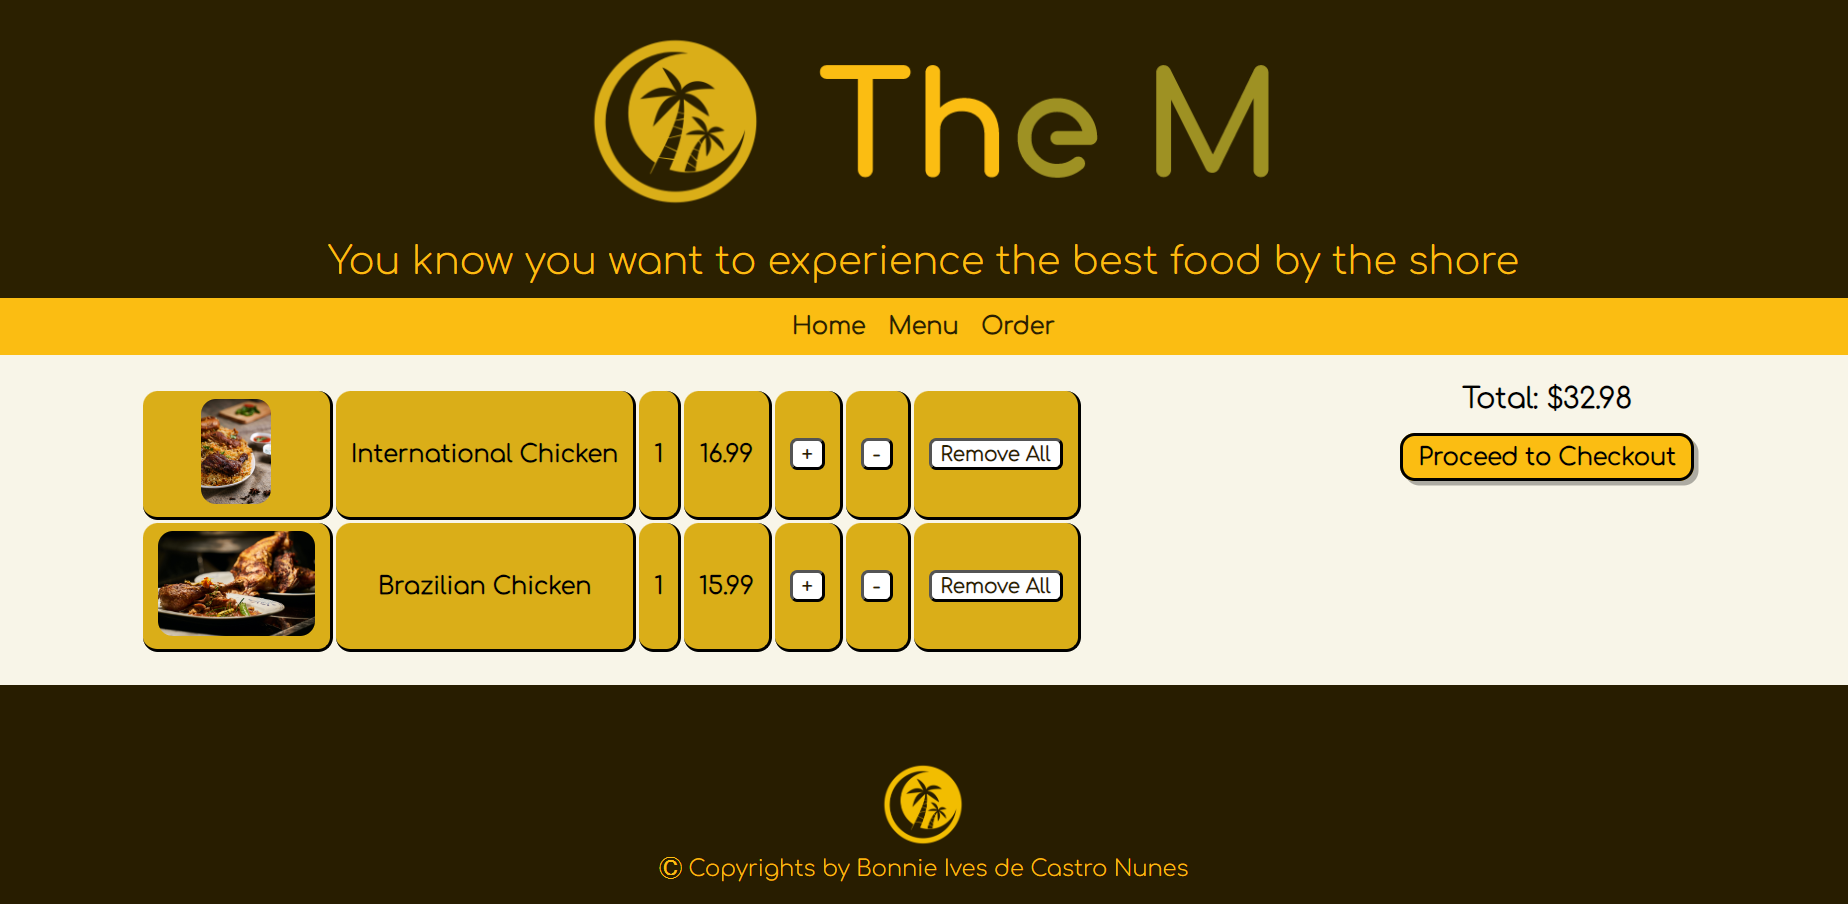 The M
You know you want to experience the best food by the shore
Home Menu Order
Total: $32.98
Proceed to Checkout
International Chicken 1 16.99 + - Remove All
Brazilian Chicken 1 15.99 + - Remove All
© Copyrights by Bonnie Ives de Castro Nunes